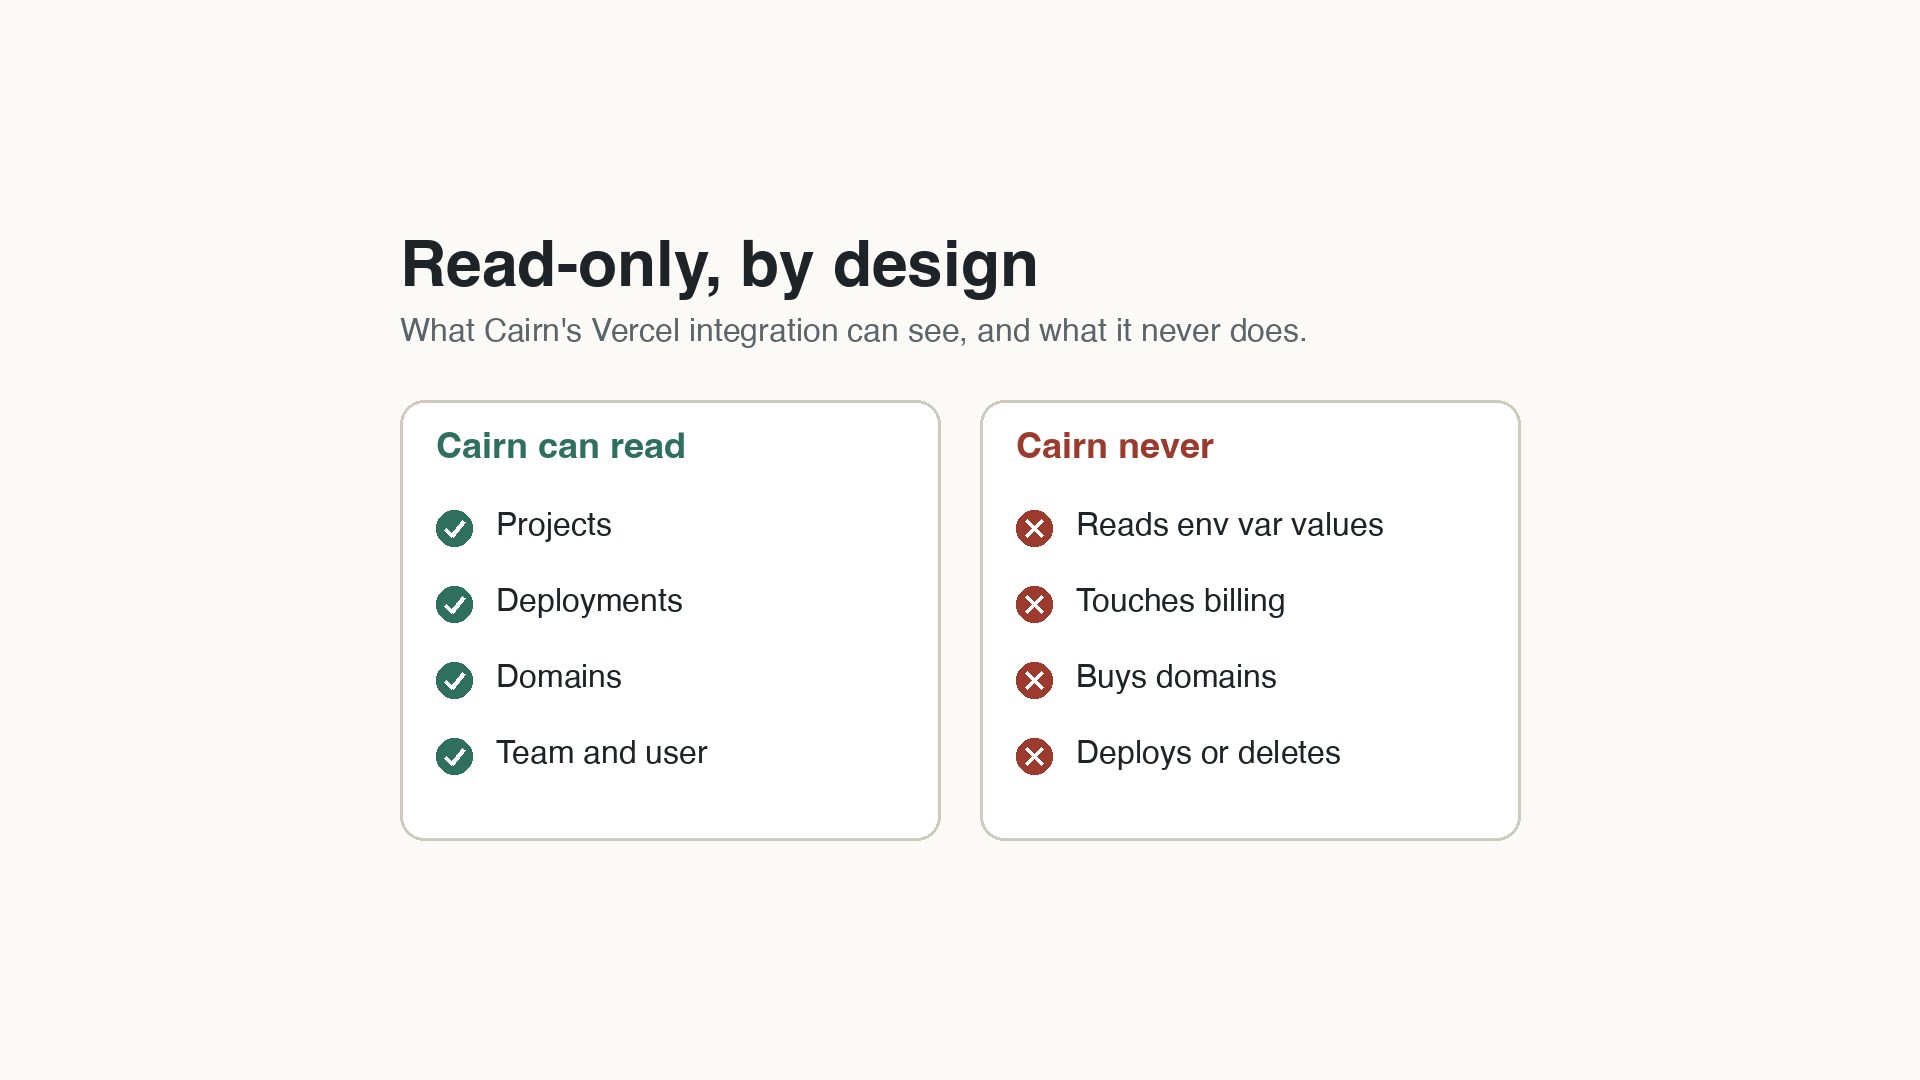 Read-only, by design
What Cairn's Vercel integration can see, and what it never does.
Cairn can read
Projects
Deployments
Domains
Team and user
Cairn never
Reads env var values
Touches billing
Buys domains
Deploys or deletes